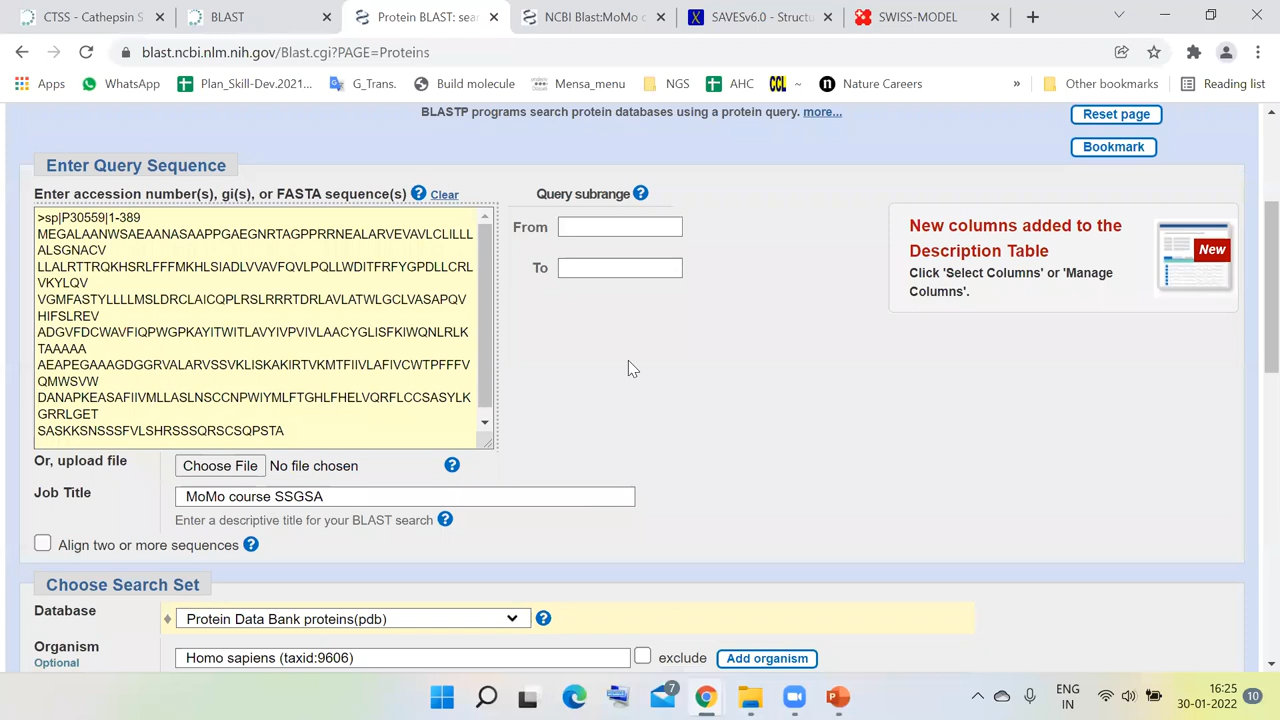 CTSS - Cathepsin S
BLAST
Protein BLAST: sear
NCBI Blast:MoMo c
SAVESv6.0 - Structu
SWISS-MODEL
blast.ncbi.nlm.nih.gov/Blast.cgi?PAGE=Proteins
Apps
WhatsApp
Plan_Skill-Dev.2021...
G_Trans.
Build molecule
Mensa_menu
NGS
AHC
CCL
~
n
Nature Careers
»
Other bookmarks
Reading list
BLASTP programs search protein databases using a protein query. more...
Reset page
Bookmark
Enter Query Sequence
Enter accession number(s), gi(s), or FASTA sequence(s) ? Clear
Query subrange ?
>sp|P30559|1-389
MEGALAANWSAEAANASAAPPGAEGNRTAGPPRRNEALARVEVAVLCLILLL
ALSGNACV
LLALRTTRQKHSRLFFFMKHLSIADLVVAVFQVLPQLLWDITFRFYGPDLLCRL
VKYLQV
VGMFASTYLLLLMSLDRCLAICQPLRSLRRRTDRLAVLATWLGCLVASAPQV
HIFSLREV
ADGVFDCWAVFIQPWGPKAYITWITLAVYIVPVIVLAACYGLISFKIWQNLRLK
TAAAAA
AEAPEGAAAGDGGRVALARVSSVKLISKAKIRTVKMTFIIVLAFIVCWTPFFFV
QMWSVW
DANAPKEASAFIIVMLLASLNSCCNPWIYMLFTGHLFHELVQRFLCCSASYLK
GRRLGET
SASKKSNSSSFVLSHRSSSQRSCSQPSTA
From
To
New columns added to the
Description Table
Click 'Select Columns' or 'Manage
Columns'.
New
Or, upload file
Choose File No file chosen ?
Job Title
MoMo course SSGSA
Enter a descriptive title for your BLAST search ?
Align two or more sequences ?
Choose Search Set
Database
Protein Data Bank proteins(pdb) ?
Organism
Optional
Homo sapiens (taxid:9606)
exclude
Add organism
7
ENG
IN
16:25
30-01-2022
10